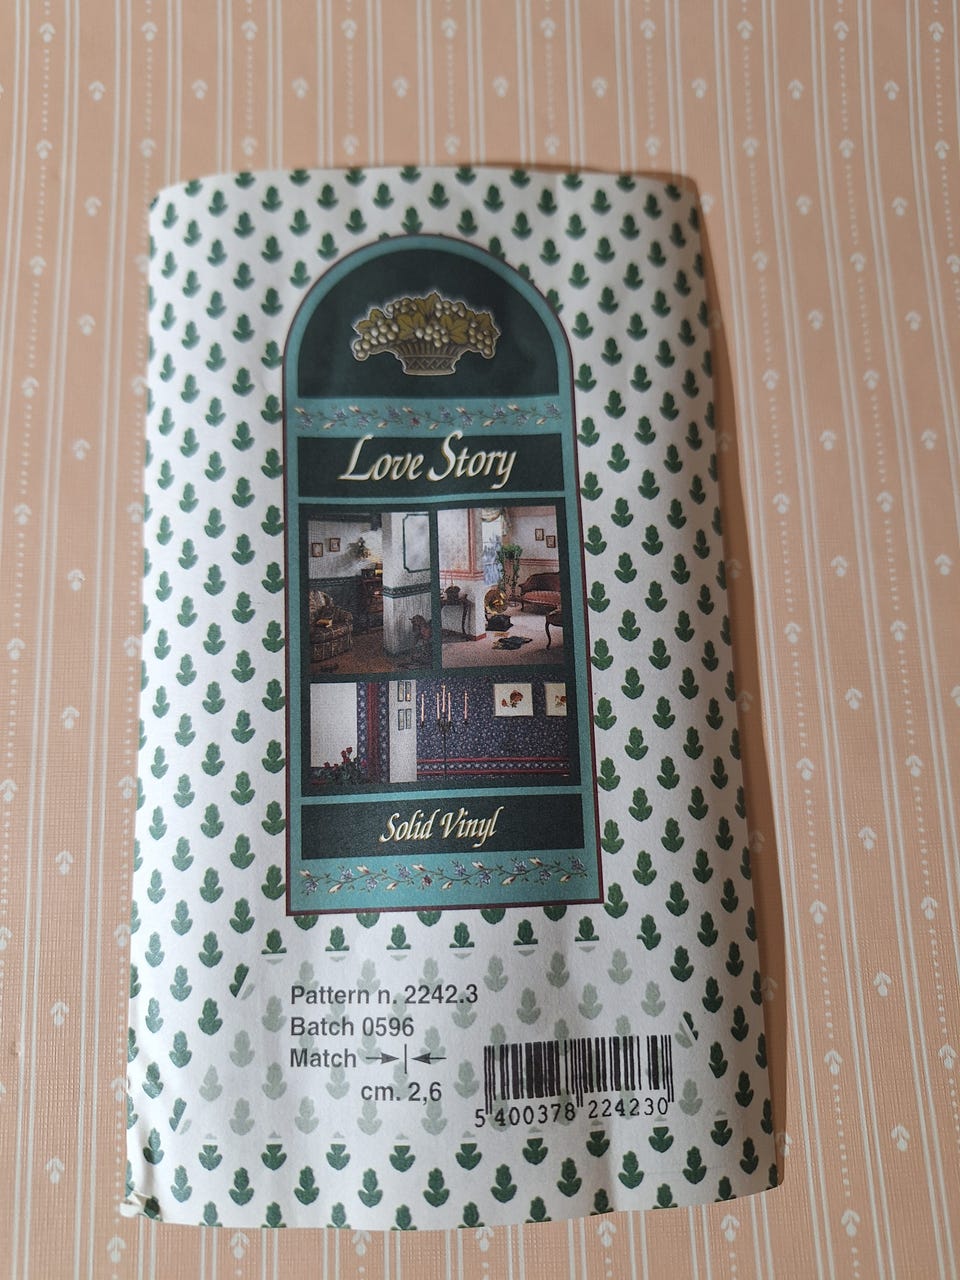 Love Story
Solid Vinyl
Pattern n. 2242.3
Batch 0596
Match
cm. 2,6
5 400378 224230